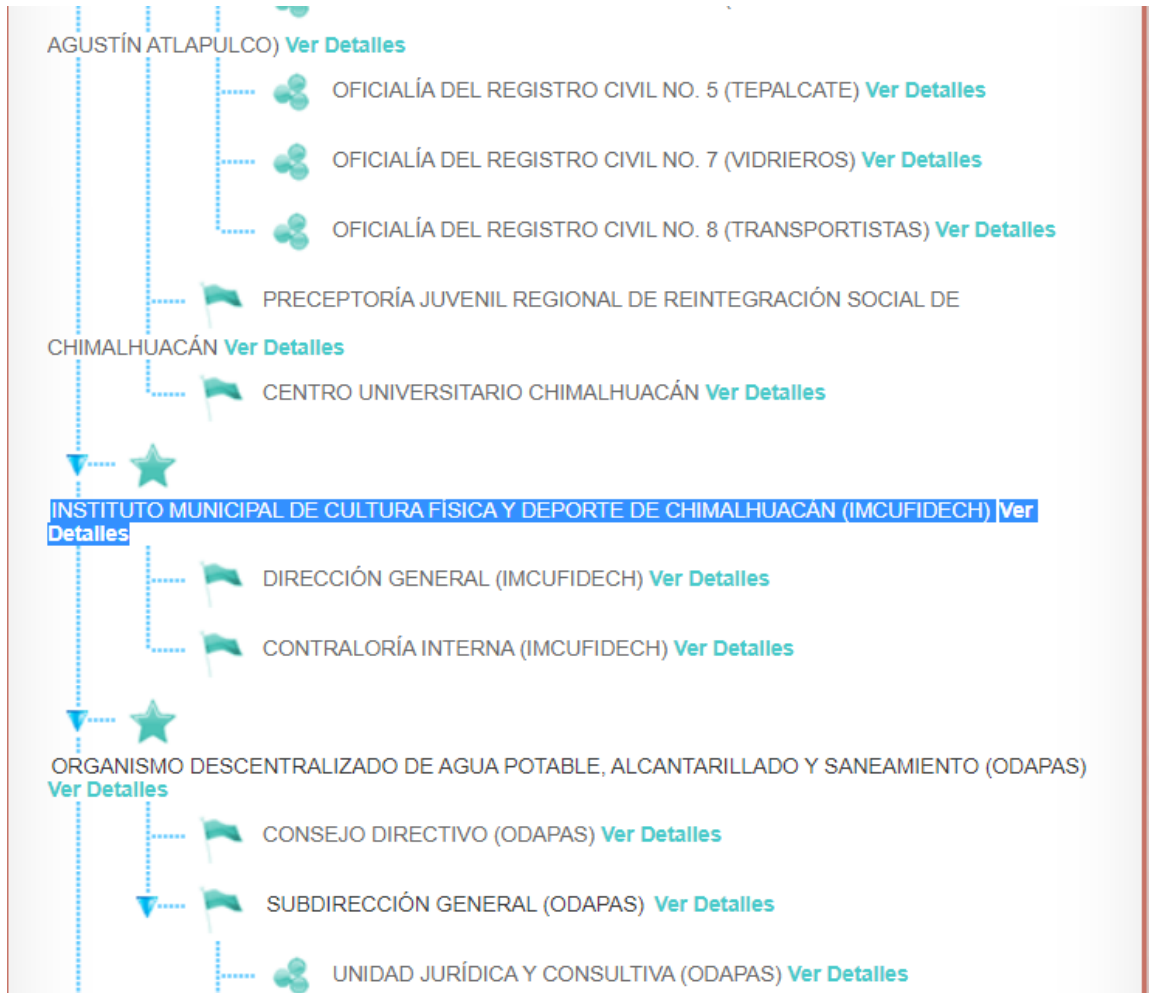 AGUSTÍN ATLAPULCO) Ver Detalles
OFICIALÍA DEL REGISTRO CIVIL NO. 5 (TEPALCATE) Ver Detalles
OFICIALÍA DEL REGISTRO CIVIL NO. 7 (VIDRIEROS) Ver Detalles
OFICIALÍA DEL REGISTRO CIVIL NO. 8 (TRANSPORTISTAS) Ver Detalles
PRECEPTORÍA JUVENIL REGIONAL DE REINTEGRACIÓN SOCIAL DE
CHIMALHUACÁN Ver Detalles
CENTRO UNIVERSITARIO CHIMALHUACÁN Ver Detalles
INSTITUTO MUNICIPAL DE CULTURA FÍSICA Y DEPORTE DE CHIMALHUACÁN (IMCUFIDECH) Ver
Detalles
DIRECCIÓN GENERAL (IMCUFIDECH) Ver Detalles
CONTRALORÍA INTERNA (IMCUFIDECH) Ver Detalles
ORGANISMO DESCENTRALIZADO DE AGUA POTABLE, ALCANTARILLADO Y SANEAMIENTO (ODAPAS)
Ver Detalles
CONSEJO DIRECTIVO (ODAPAS) Ver Detalles
SUBDIRECCIÓN GENERAL (ODAPAS) Ver Detalles
UNIDAD JURÍDICA Y CONSULTIVA (ODAPAS) Ver Detalles